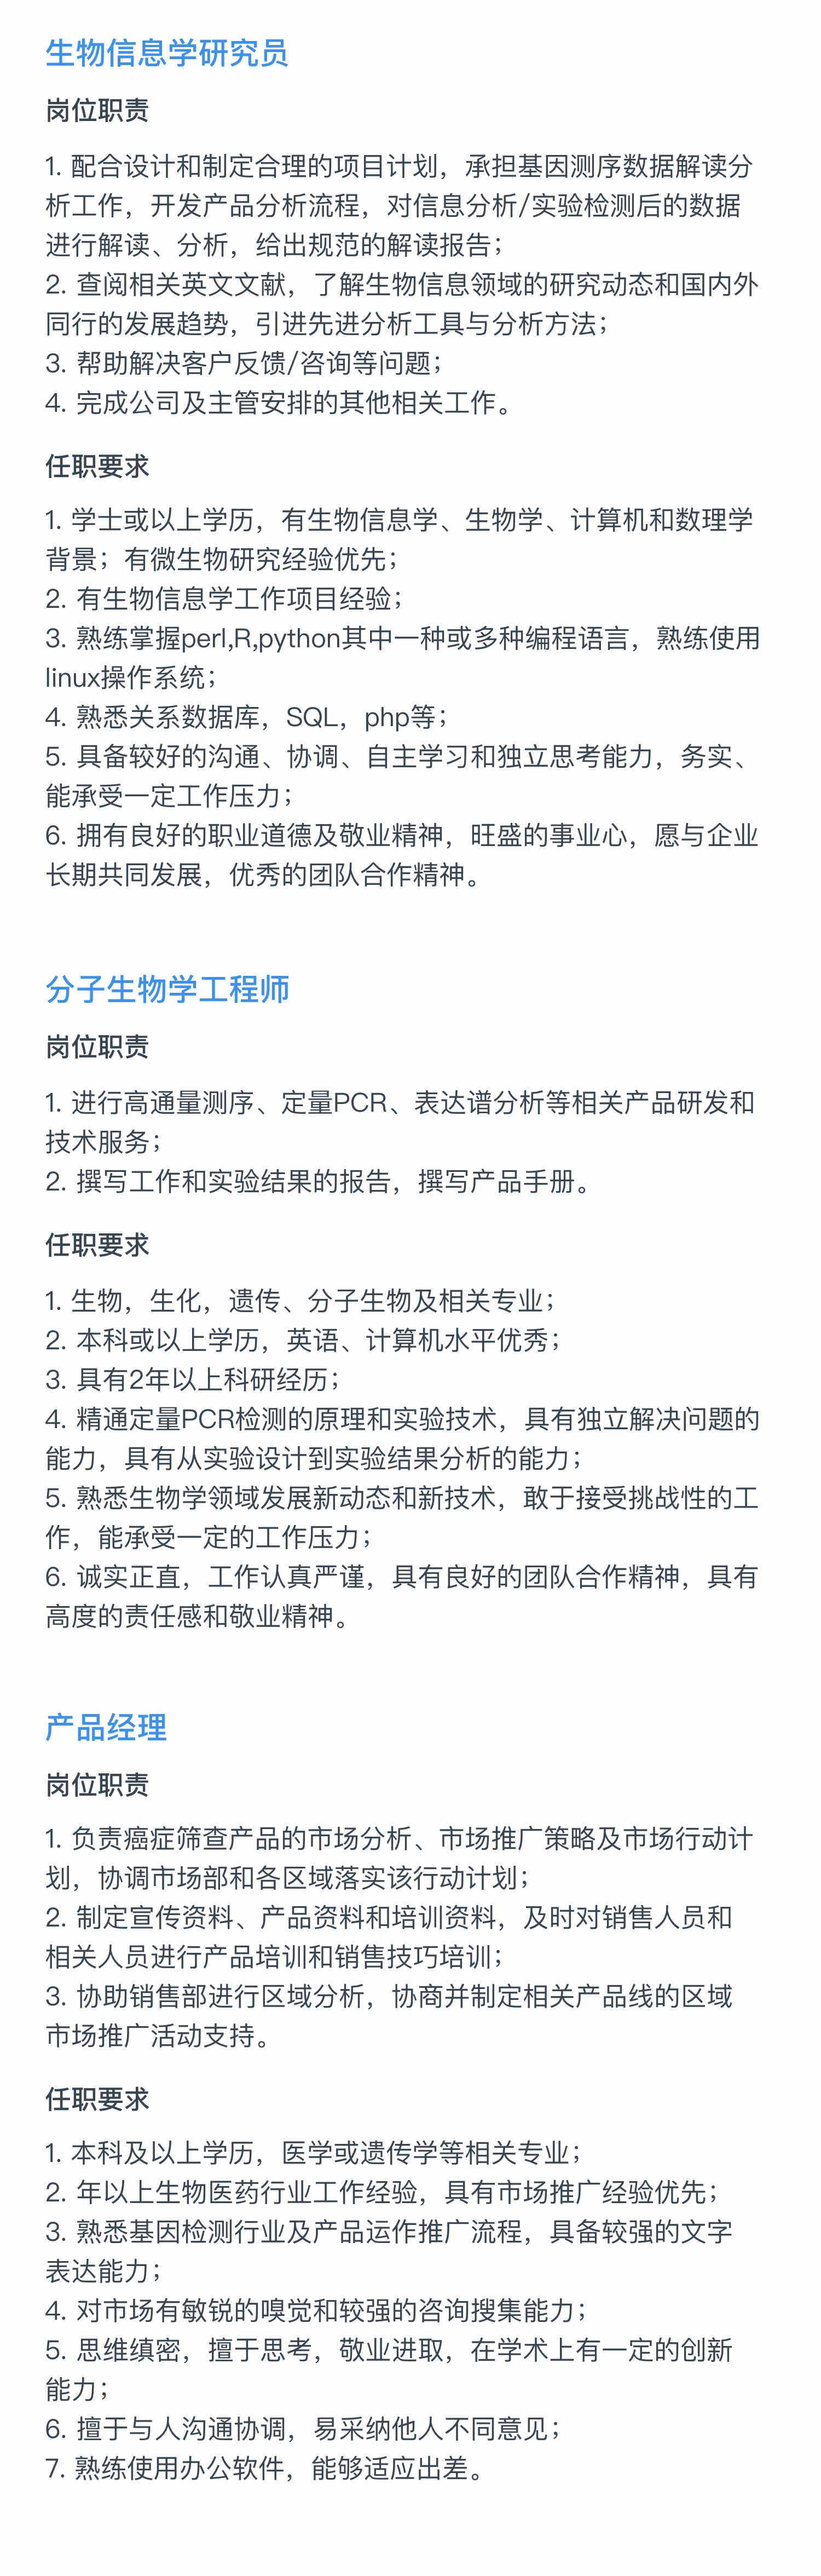 生物信息学研究员
岗位职责
1. 配合设计和制定合理的项目计划，承担基因测序数据解读分
析工作，开发产品分析流程，对信息分析/实验检测后的数据
进行解读、分析，给出规范的解读报告；
2. 查阅相关英文文献，了解生物信息领域的研究动态和国内外
同行的发展趋势，引进先进分析工具与分析方法；
3. 帮助解决客户反馈/咨询等问题；
4. 完成公司及主管安排的其他相关工作。
任职要求
1. 学士或以上学历，有生物信息学、生物学、计算机和数理学
背景；有微生物研究经验优先；
2. 有生物信息学工作项目经验；
3. 熟练掌握perl,R,python其中一种或多种编程语言，熟练使用
linux操作系统；
4. 熟悉关系数据库，SQL，php等；
5. 具备较好的沟通、协调、自主学习和独立思考能力，务实、
能承受一定工作压力；
6. 拥有良好的职业道德及敬业精神，旺盛的事业心，愿与企业
长期共同发展，优秀的团队合作精神。
分子生物学工程师
岗位职责
1. 进行高通量测序、定量PCR、表达谱分析等相关产品研发和
技术服务；
2. 撰写工作和实验结果的报告，撰写产品手册。
任职要求
1. 生物，生化，遗传、分子生物及相关专业；
2. 本科或以上学历，英语、计算机水平优秀；
3. 具有2年以上科研经历；
4. 精通定量PCR检测的原理和实验技术，具有独立解决问题的
能力，具有从实验设计到实验结果分析的能力；
5. 熟悉生物学领域发展新动态和新技术，敢于接受挑战性的工
作，能承受一定的工作压力；
6. 诚实正直，工作认真严谨，具有良好的团队合作精神，具有
高度的责任感和敬业精神。
产品经理
岗位职责
1. 负责癌症筛查产品的市场分析、市场推广策略及市场行动计
划，协调市场部和各区域落实该行动计划；
2. 制定宣传资料、产品资料和培训资料，及时对销售人员和
相关人员进行产品培训和销售技巧培训；
3. 协助销售部进行区域分析，协商并制定相关产品线的区域
市场推广活动支持。
任职要求
1. 本科及以上学历，医学或遗传学等相关专业；
2. 年以上生物医药行业工作经验，具有市场推广经验优先；
3. 熟悉基因检测行业及产品运作推广流程，具备较强的文字
表达能力；
4. 对市场有敏锐的嗅觉和较强的咨询搜集能力；
5. 思维缜密，擅于思考，敬业进取，在学术上有一定的创新
能力；
6. 擅于与人沟通协调，易采纳他人不同意见；
7. 熟练使用办公软件，能够适应出差。